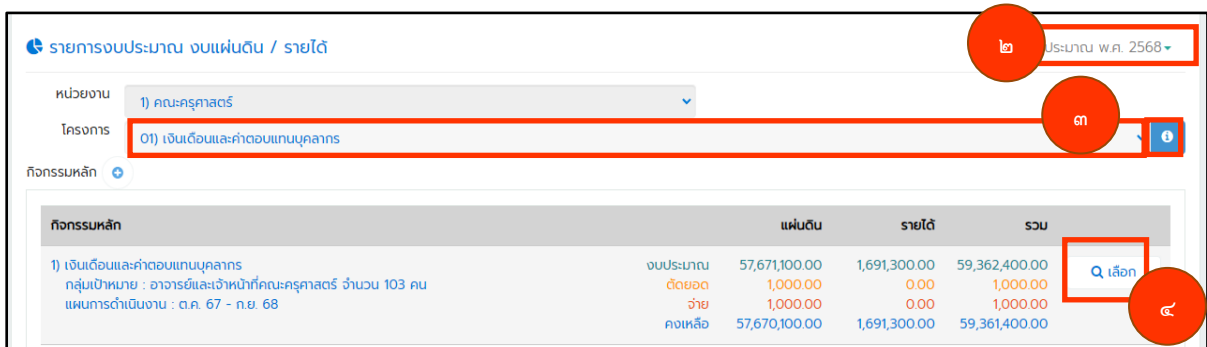 รายการงบประมาณ งบแผ่นดิน / รายได้
๒
ประมาณ พ.ศ. 2568
หน่วยงาน
1) คณะครุศาสตร์
๓
โครงการ
01) เงินเดือนและค่าตอบแทนบุคลากร
กิจกรรมหลัก
กิจกรรมหลัก แผ่นดิน รายได้ รวม
1) เงินเดือนและค่าตอบแทนบุคลากร งบประมาณ 57,671,100.00 1,691,300.00 59,362,400.00 เลือก
กลุ่มเป้าหมาย : อาจารย์และเจ้าหน้าที่คณะครุศาสตร์ จำนวน 103 คน ตัดยอด 1,000.00 0.00 1,000.00
แผนการดำเนินงาน : ต.ค. 67 - ก.ย. 68 จ่าย 1,000.00 0.00 1,000.00
คงเหลือ 57,670,100.00 1,691,300.00 59,361,400.00
๔